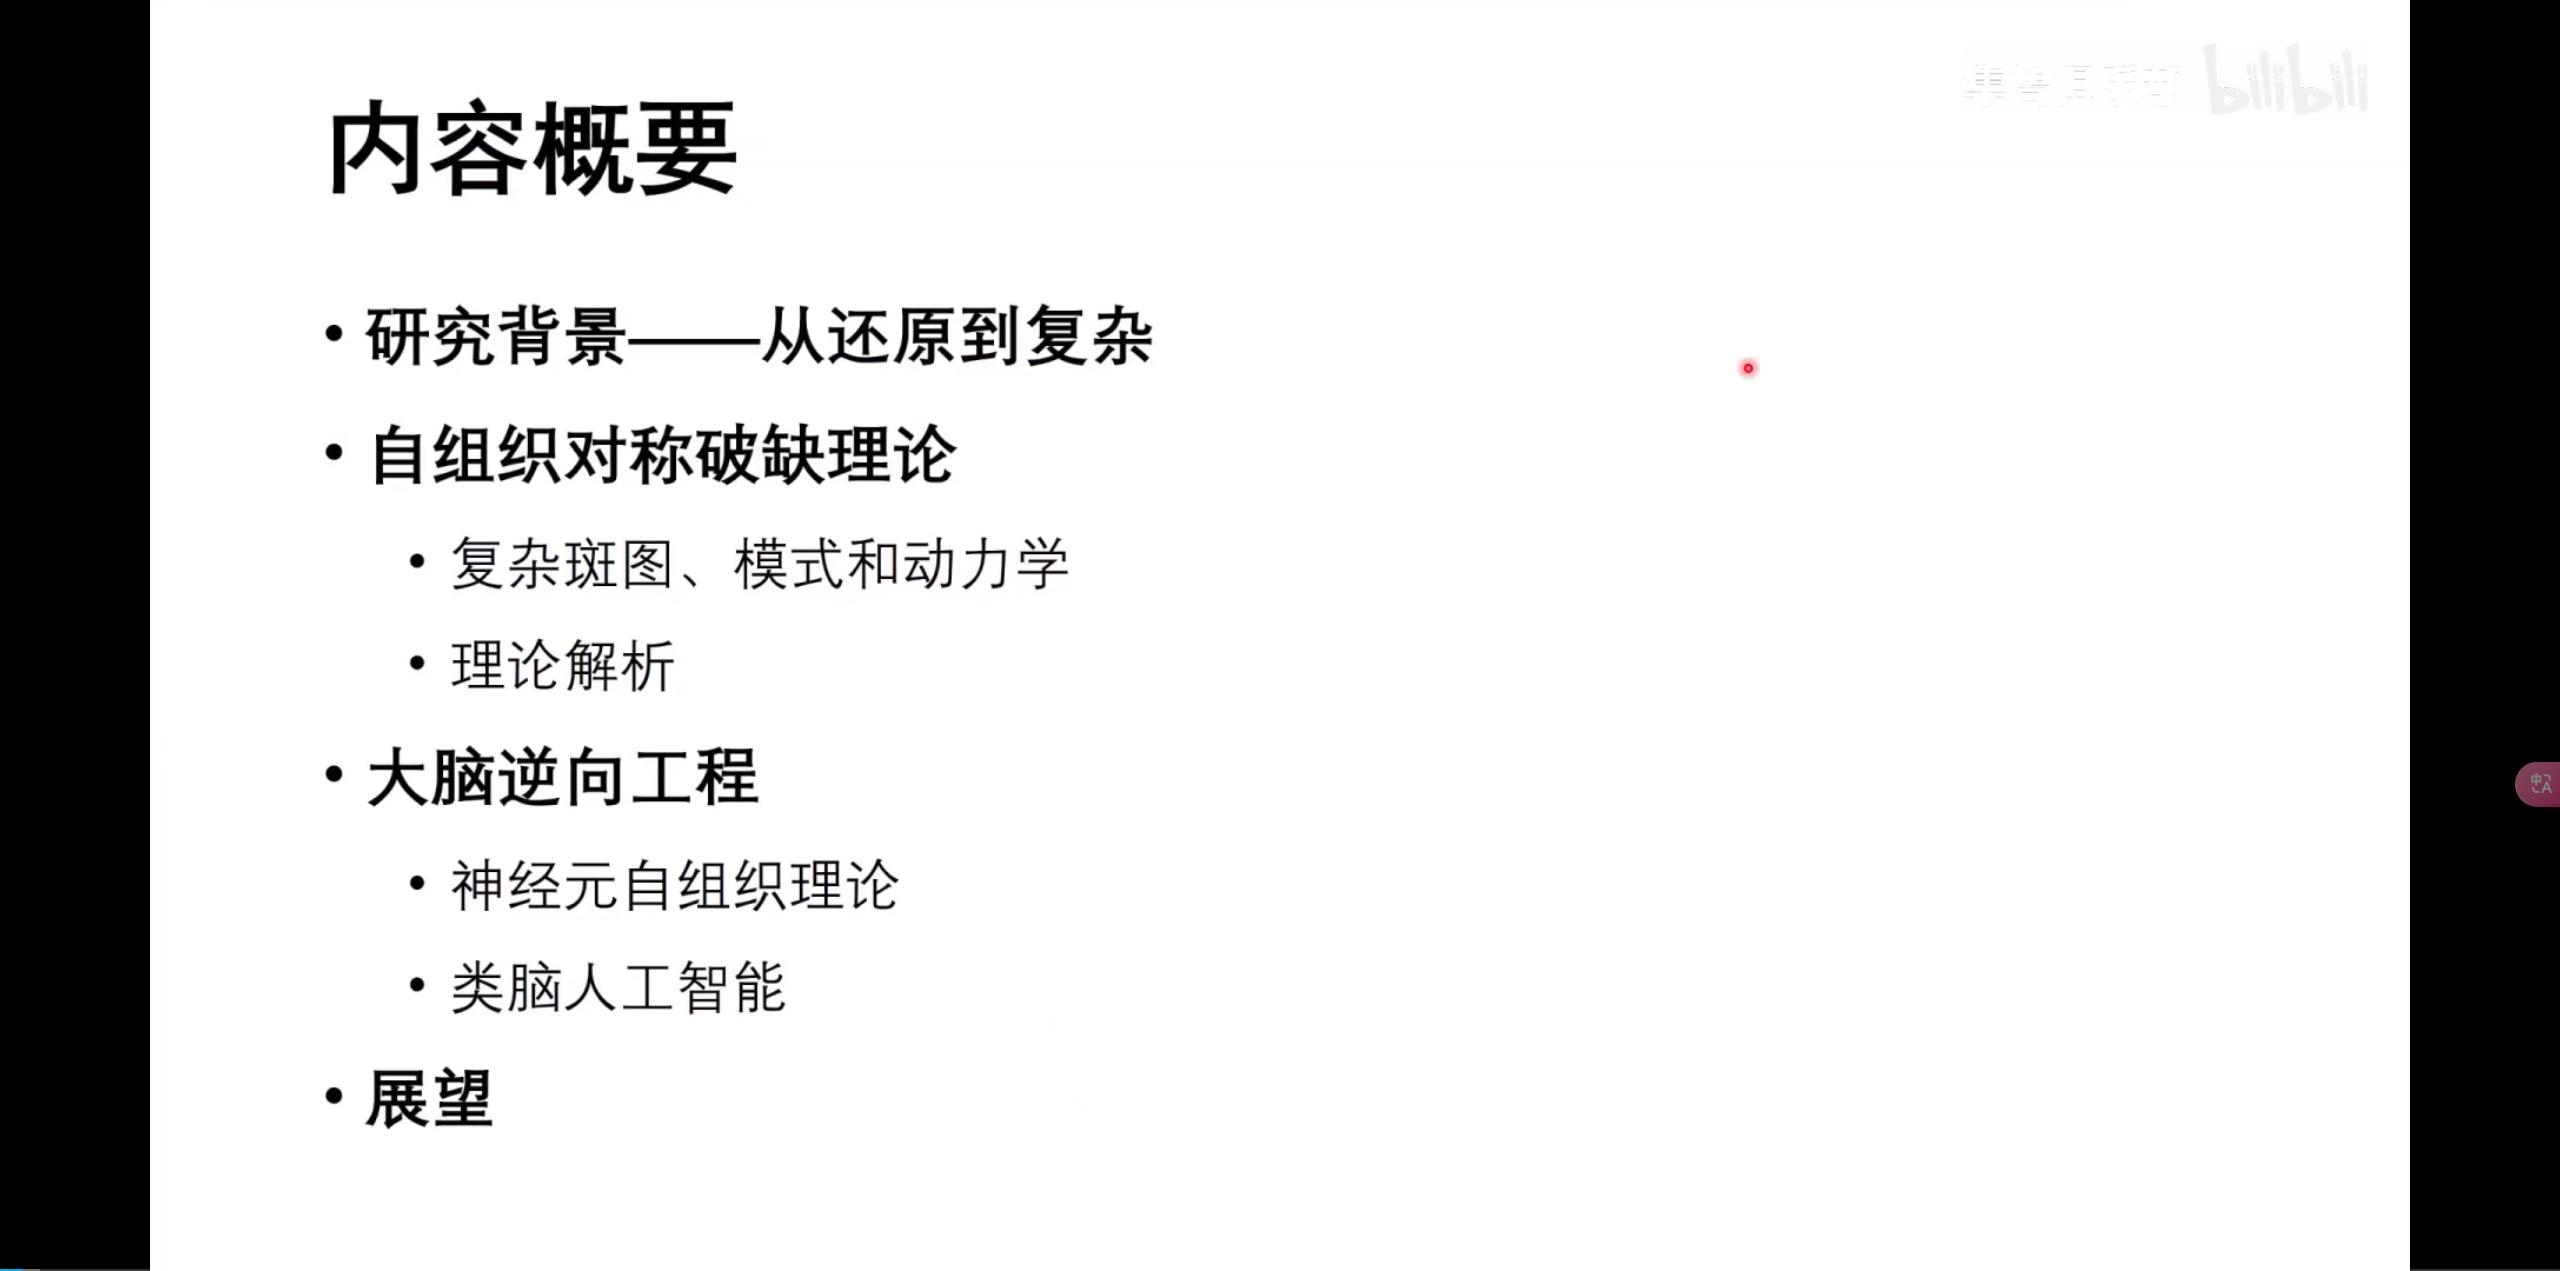 内容概要
bilibili
• 研究背景——从还原到复杂
• 自组织对称破缺理论
• 复杂斑图、模式和动力学
• 理论解析
• 大脑逆向工程
• 神经元自组织理论
• 类脑人工智能
• 展望